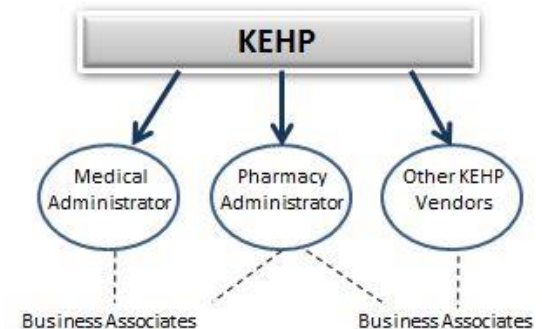 KEHP
Medical
Administrator
Pharmacy
Administrator
Other KEHP
Vendors
Business Associates
Business Associates